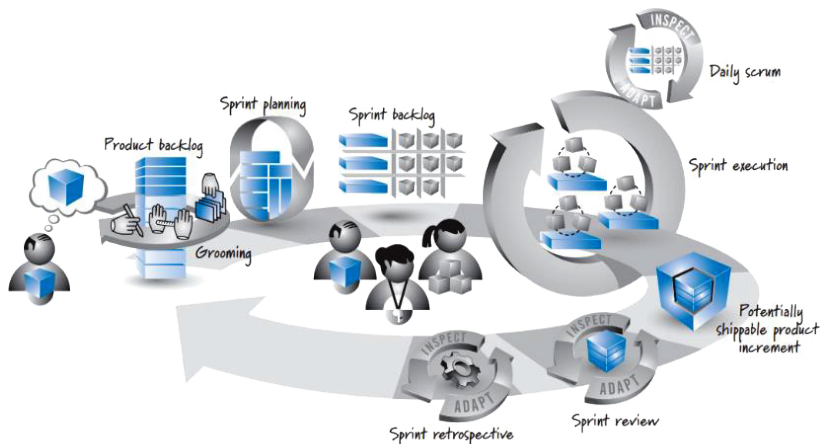 INSPECT
ADAPT
Daily scrum
Sprint planning
Sprint backlog
Product backlog
Sprint execution
Grooming
Potentially
shippable product
increment
INSPECT
ADAPT
Sprint review
INSPECT
ADAPT
Sprint retrospective